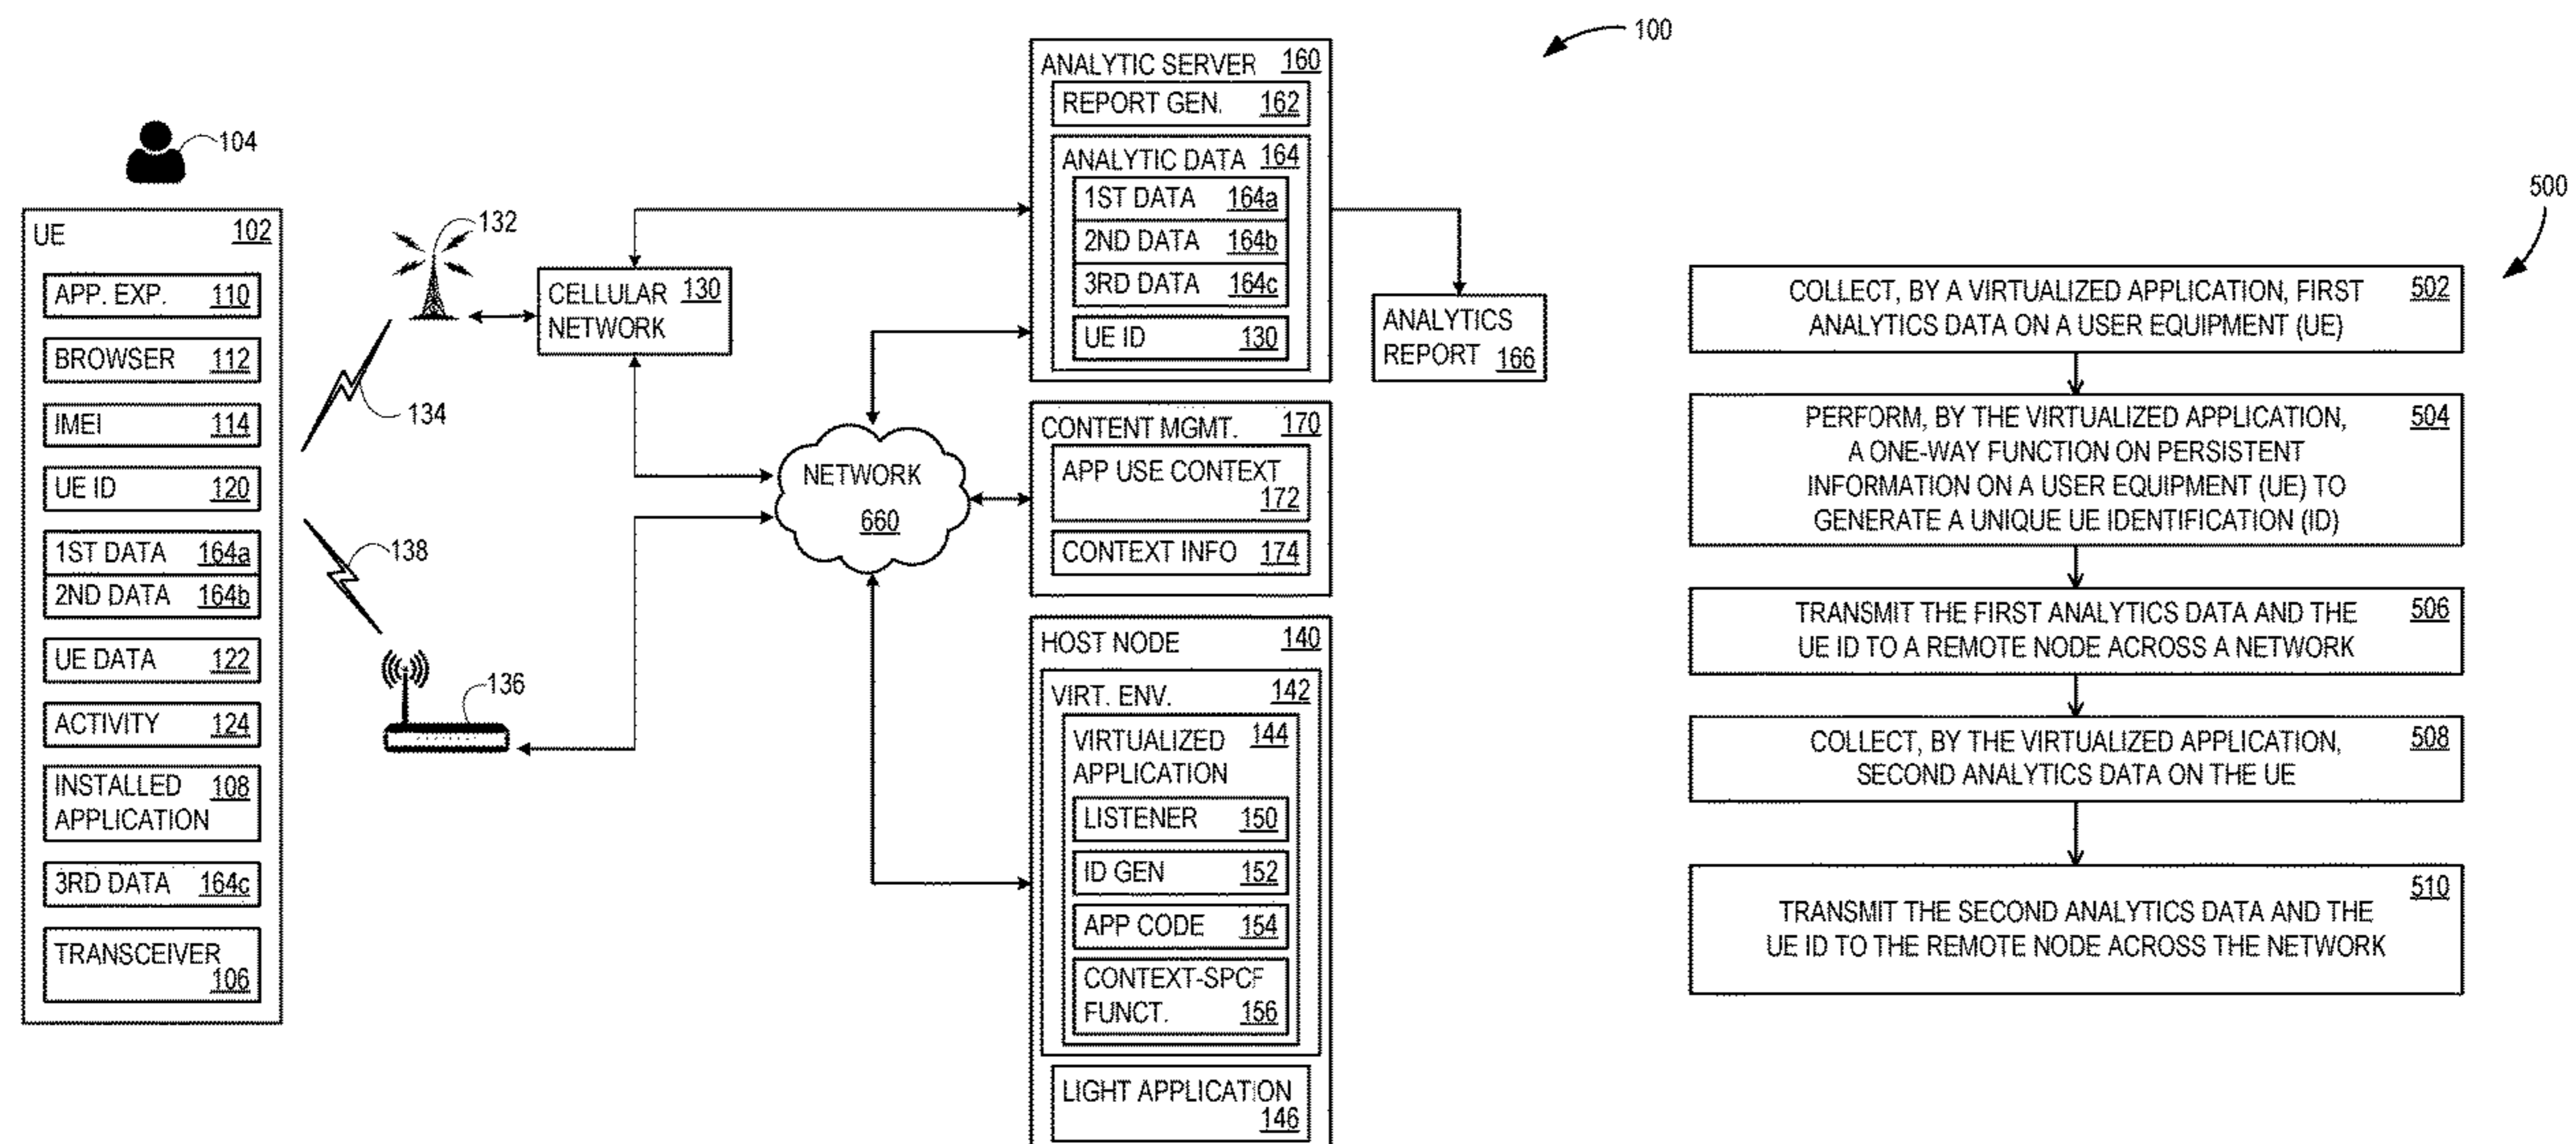 100
104
UE 102
APP. EXP. 110
BROWSER 112
IMEI 114
UE ID 120
1ST DATA 164a
2ND DATA 164b
UE DATA 122
ACTIVITY 124
INSTALLED 108
APPLICATION
3RD DATA 164c
TRANSCEIVER
106
132
134
138
136
CELLULAR 130
NETWORK
NETWORK
660
ANALYTIC SERVER 160
REPORT GEN. 162
ANALYTIC DATA 164
1ST DATA 164a
2ND DATA 164b
3RD DATA 164c
UE ID 130
ANALYTICS
REPORT 166
CONTENT MGMT. 170
APP USE CONTEXT
172
CONTEXT INFO 174
HOST NODE 140
VIRT. ENV. 142
VIRTUALIZED 144
APPLICATION
LISTENER 150
ID GEN 152
APP CODE 154
CONTEXT-SPCF
FUNCT. 156
LIGHT APPLICATION
146
500
COLLECT, BY A VIRTUALIZED APPLICATION, FIRST 502
ANALYTICS DATA ON A USER EQUIPMENT (UE)
PERFORM, BY THE VIRTUALIZED APPLICATION, 504
A ONE-WAY FUNCTION ON PERSISTENT
INFORMATION ON A USER EQUIPMENT (UE) TO
GENERATE A UNIQUE UE IDENTIFICATION (ID)
TRANSMIT THE FIRST ANALYTICS DATA AND THE 506
UE ID TO A REMOTE NODE ACROSS A NETWORK
COLLECT, BY THE VIRTUALIZED APPLICATION, 508
SECOND ANALYTICS DATA ON THE UE
510
TRANSMIT THE SECOND ANALYTICS DATA AND THE
UE ID TO THE REMOTE NODE ACROSS THE NETWORK